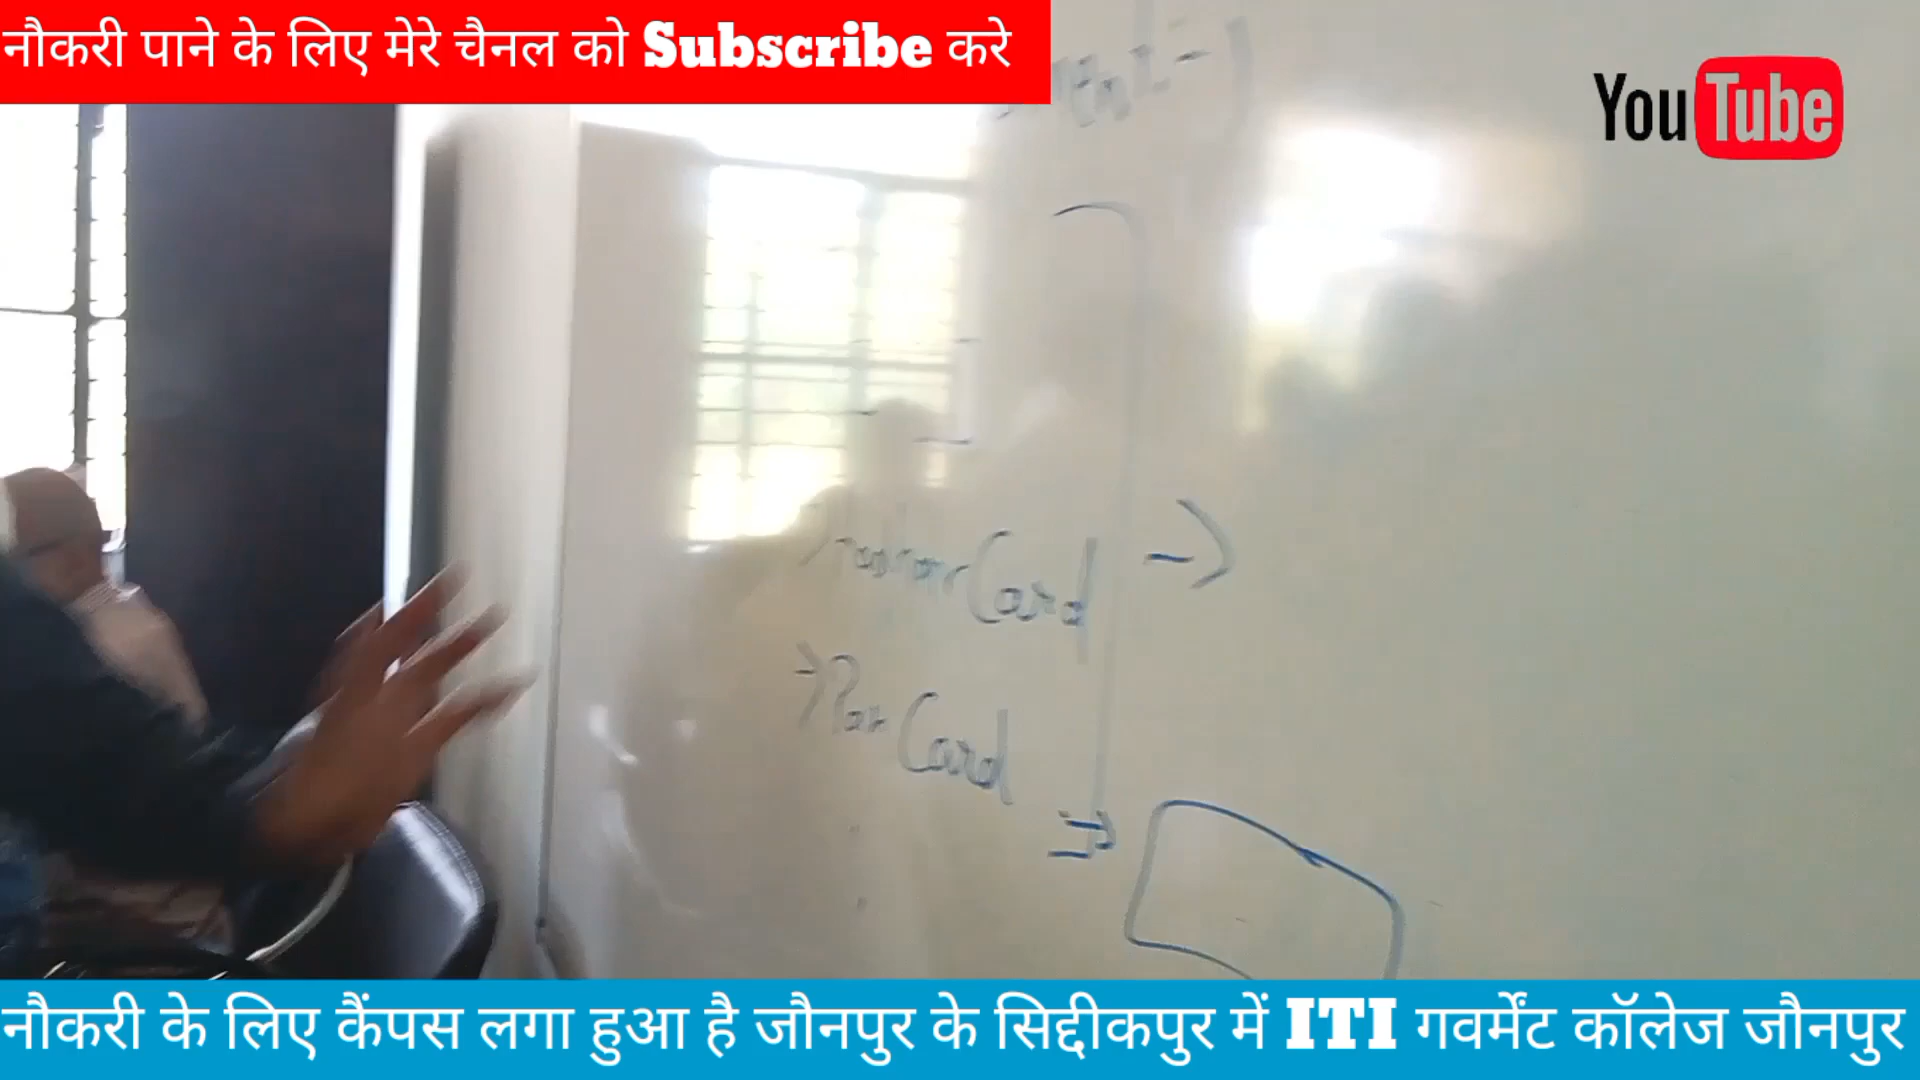 नौकरी पाने के लिए मेरे चैनल को Subscribe करे
YouTube
Card
Pan Card
नौकरी के लिए कैंपस लगा हुआ है जौनपुर के सिद्दीकपुर में ITI गवर्मेंट कॉलेज जौनपुर